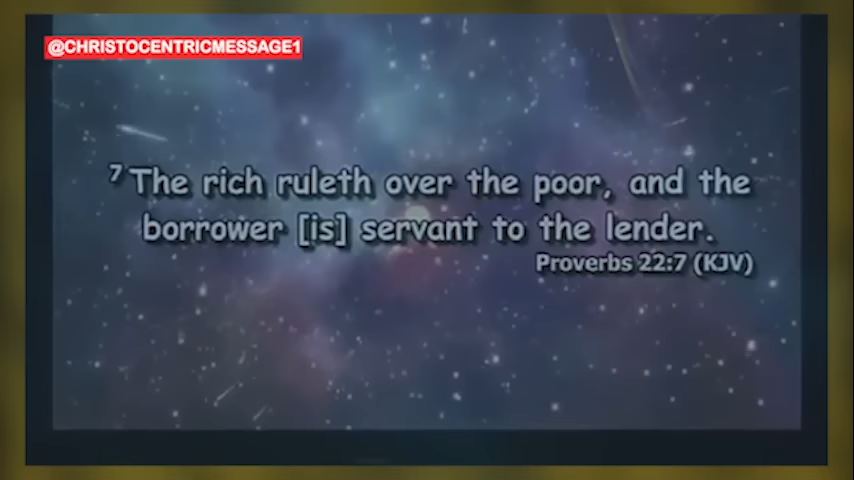 @CHRISTOCENTRICMESSAGE1
7 The rich ruleth over the poor, and the
borrower [is] servant to the lender.
Proverbs 22:7 (KJV)